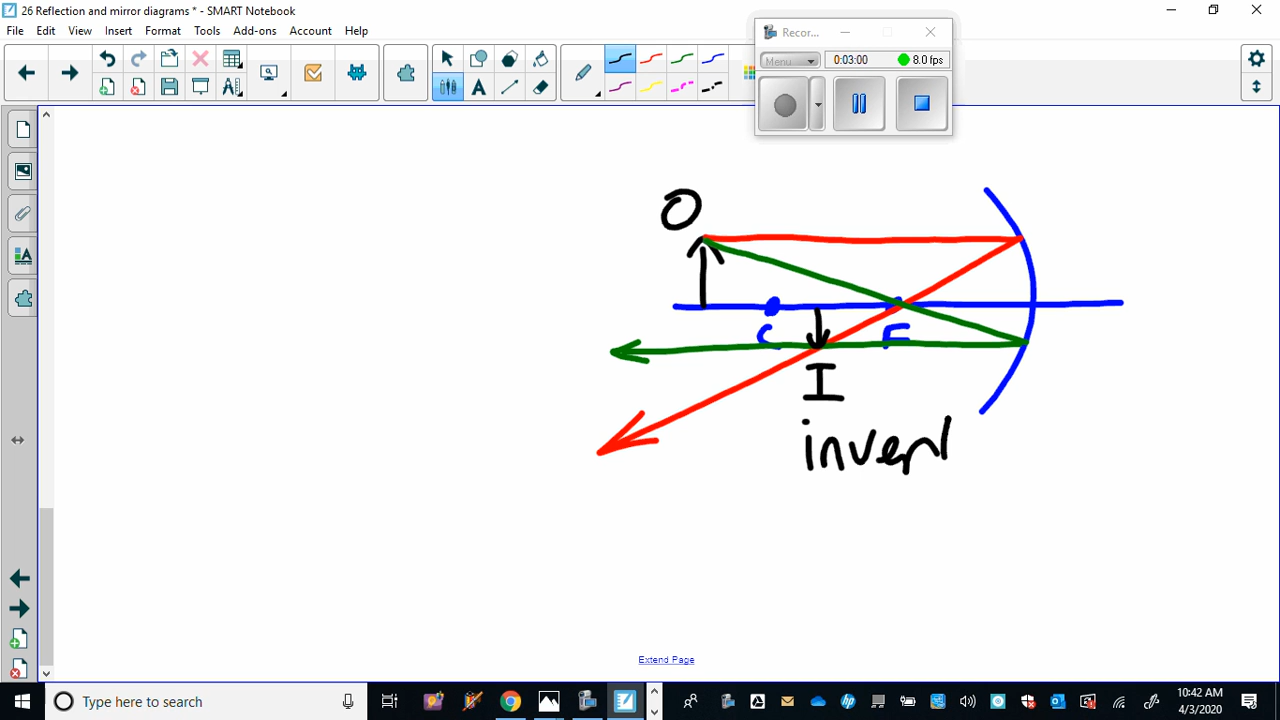 26 Reflection and mirror diagrams * - SMART Notebook
File Edit View Insert Format Tools Add-ons Account Help
Recor...
Menu 0:03:00 8.0 fps
O
C F
I
Extend Page
Type here to search
10:42 AM
4/3/2020